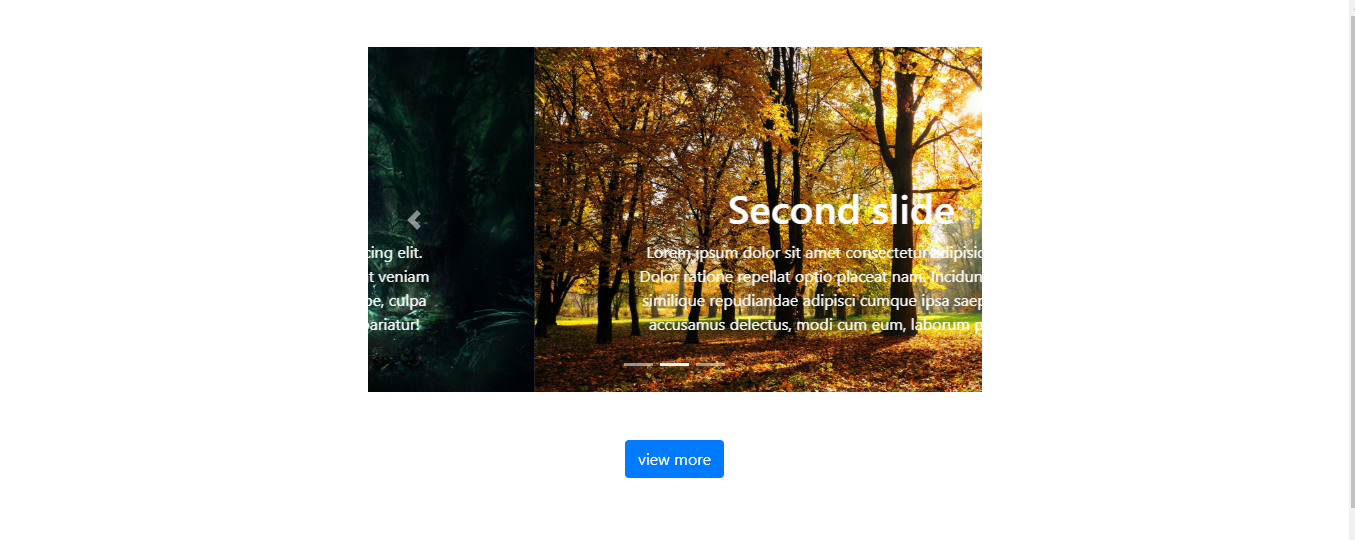 Second slide
cing elit.
t veniam
pe, culpa
pariatur!
Lorem ipsum dolor sit amet consectetur adipisic
Dolor ratione repellat optio placeat nam. Incidun
similique repudiandae adipisci cumque ipsa saep
accusamus delectus, modi cum eum, laborum p
view more